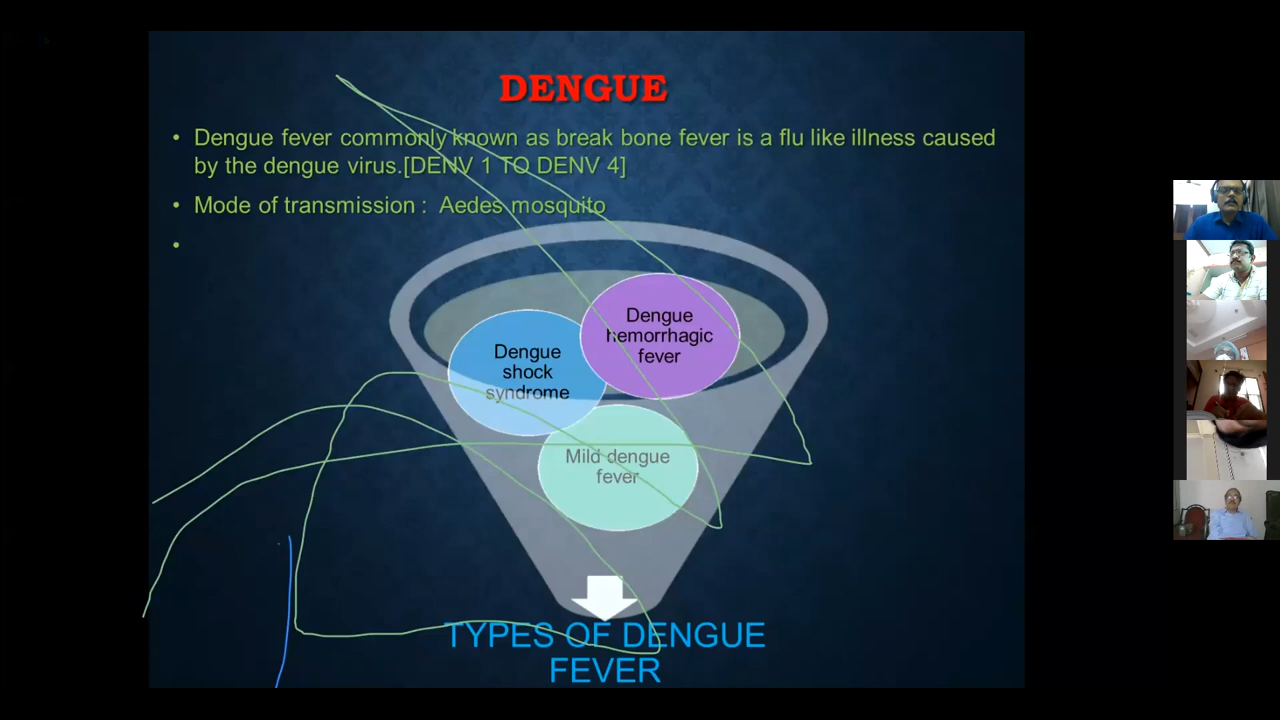 DENGUE
• Dengue fever commonly known as break bone fever is a flu like illness caused
by the dengue virus.[DENV 1 TO DENV 4]
• Mode of transmission : Aedes mosquito
•
Dengue
hemorrhagic
fever
Dengue
shock
syndrome
Mild dengue
fever
TYPES OF DENGUE
FEVER